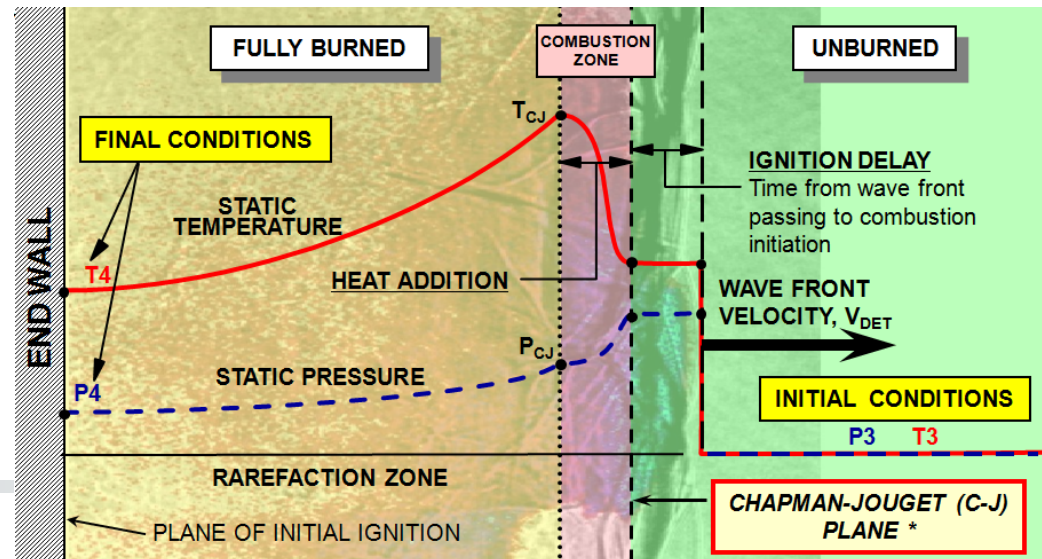 FULLY BURNED
COMBUSTION
ZONE
UNBURNED
T_CJ
FINAL CONDITIONS
IGNITION DELAY
Time from wave front
passing to combustion
initiation
STATIC
TEMPERATURE
END WALL
T4
HEAT ADDITION
WAVE FRONT
VELOCITY, V_DET
P_CJ
STATIC PRESSURE
P4
INITIAL CONDITIONS
P3 T3
RAREFACTION ZONE
CHAPMAN-JOUGET (C-J)
PLANE *
PLANE OF INITIAL IGNITION